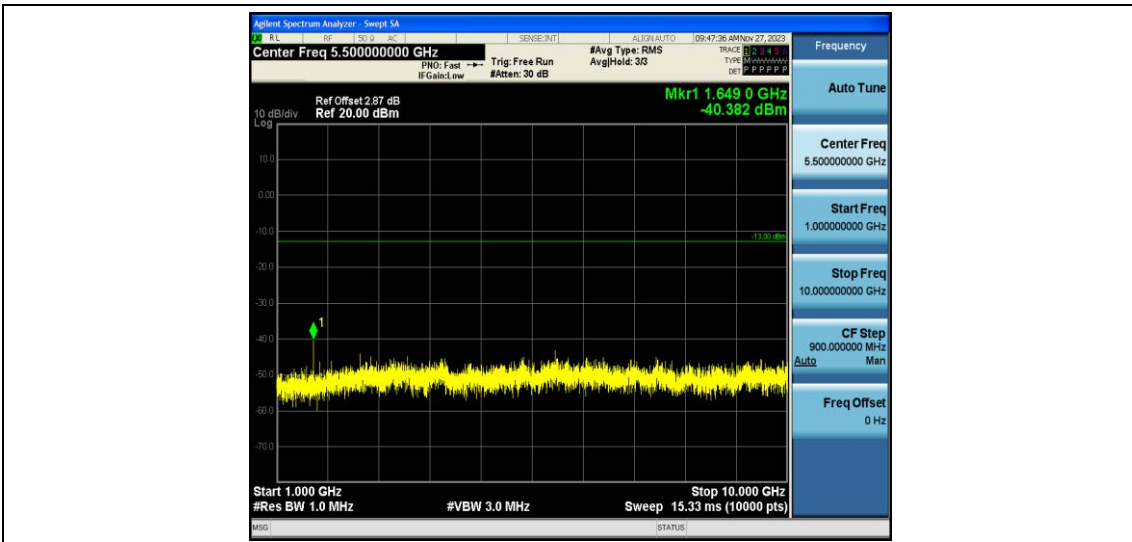 Agilent Spectrum Analyzer - Swept SA
RL RF 50 Ω AC SENSE:INT ALIGN AUTO 09:47:36 AM Nov 27, 2023
Center Freq 5.500000000 GHz
PNO: Fast
IFGain:Low
Trig: Free Run
#Atten: 30 dB
#Avg Type: RMS
Avg|Hold: 3/3
TRACE 1 2 3 4 5 6
TYPE M
DET P P P P P P
Mkr1 1.649 0 GHz
-40.382 dBm
Ref Offset 2.87 dB
10 dB/div Ref 20.00 dBm
Log
10.0
0.00
-10.0
-13.00 dBm
-20.0
-30.0
1
-40.0
-50.0
-60.0
-70.0
Start 1.000 GHz Stop 10.000 GHz
#Res BW 1.0 MHz #VBW 3.0 MHz Sweep 15.33 ms (10000 pts)
MSG STATUS
Frequency
Auto Tune
Center Freq
5.500000000 GHz
Start Freq
1.000000000 GHz
Stop Freq
10.000000000 GHz
CF Step
900.000000 MHz
Auto Man
Freq Offset
0 Hz